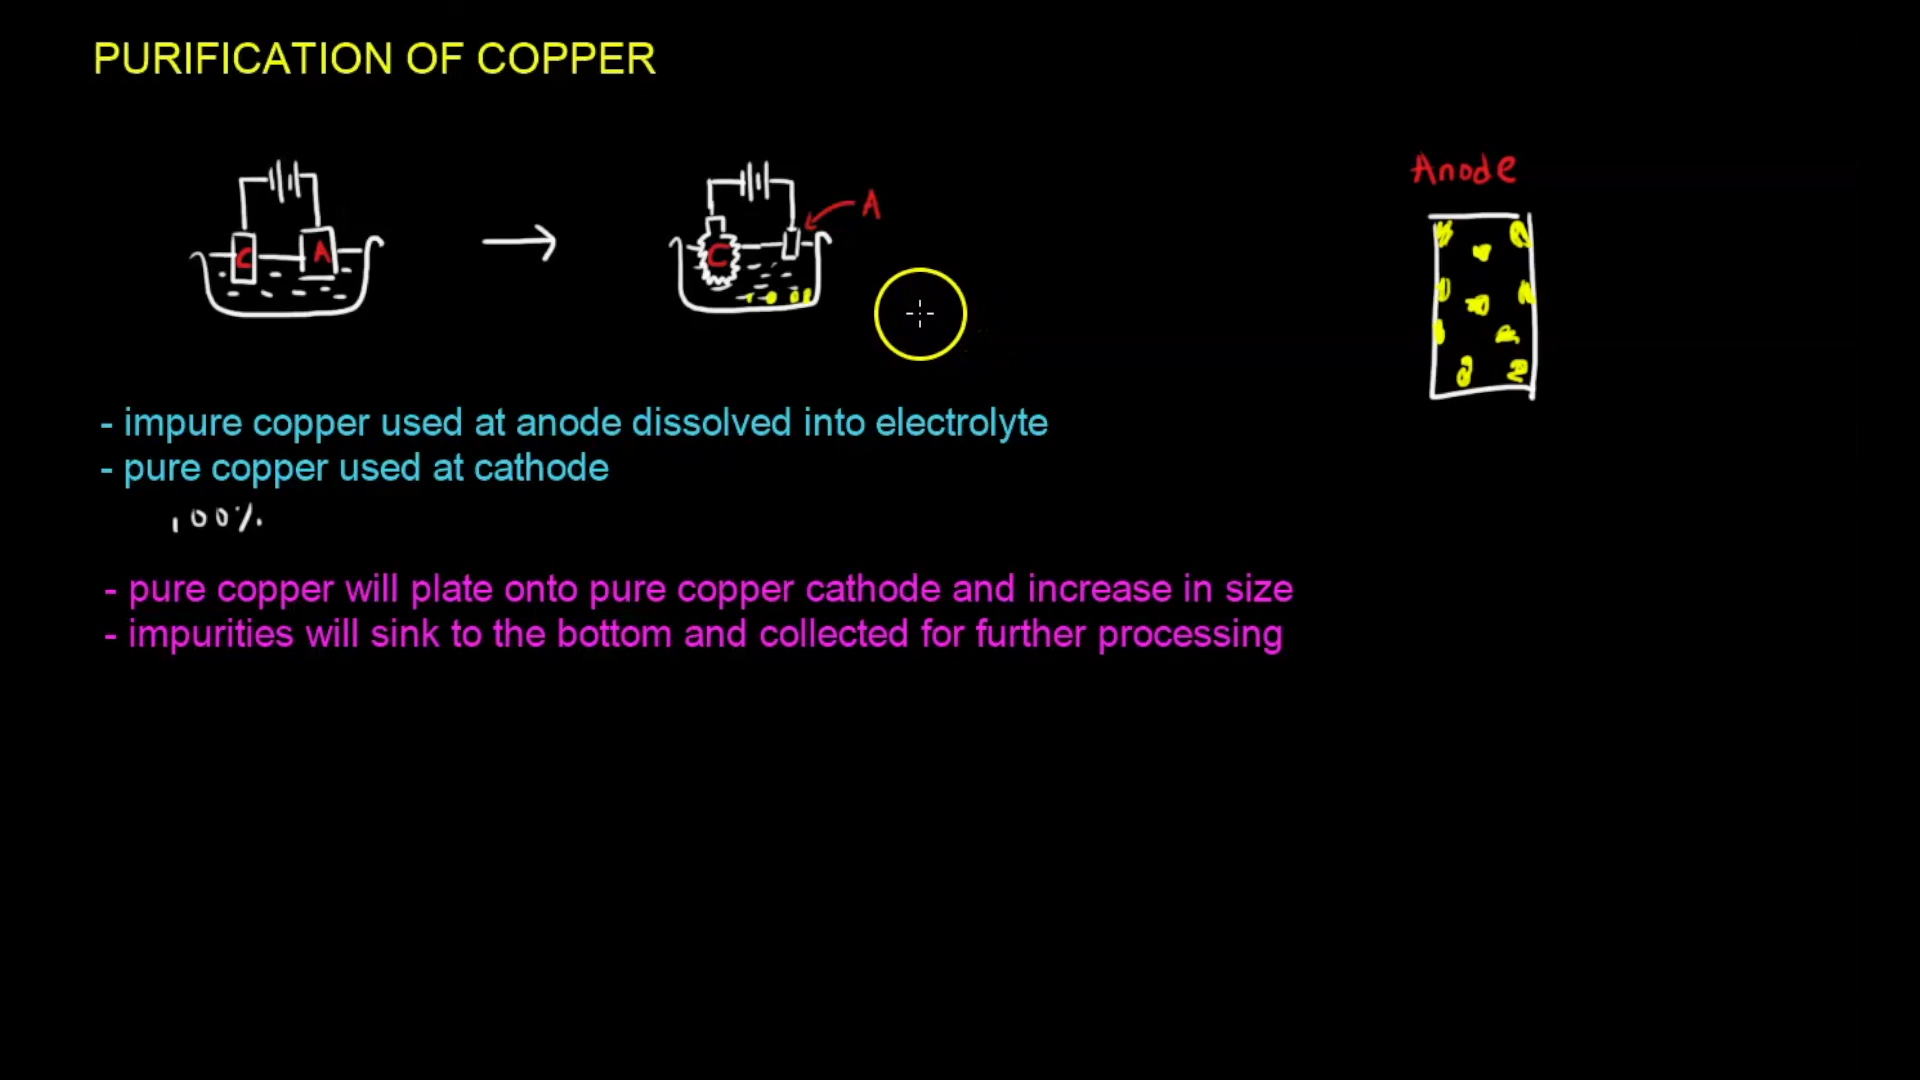 PURIFICATION OF COPPER
Anode
A
C
A
C
- impure copper used at anode dissolved into electrolyte
- pure copper used at cathode
100%
- pure copper will plate onto pure copper cathode and increase in size
- impurities will sink to the bottom and collected for further processing